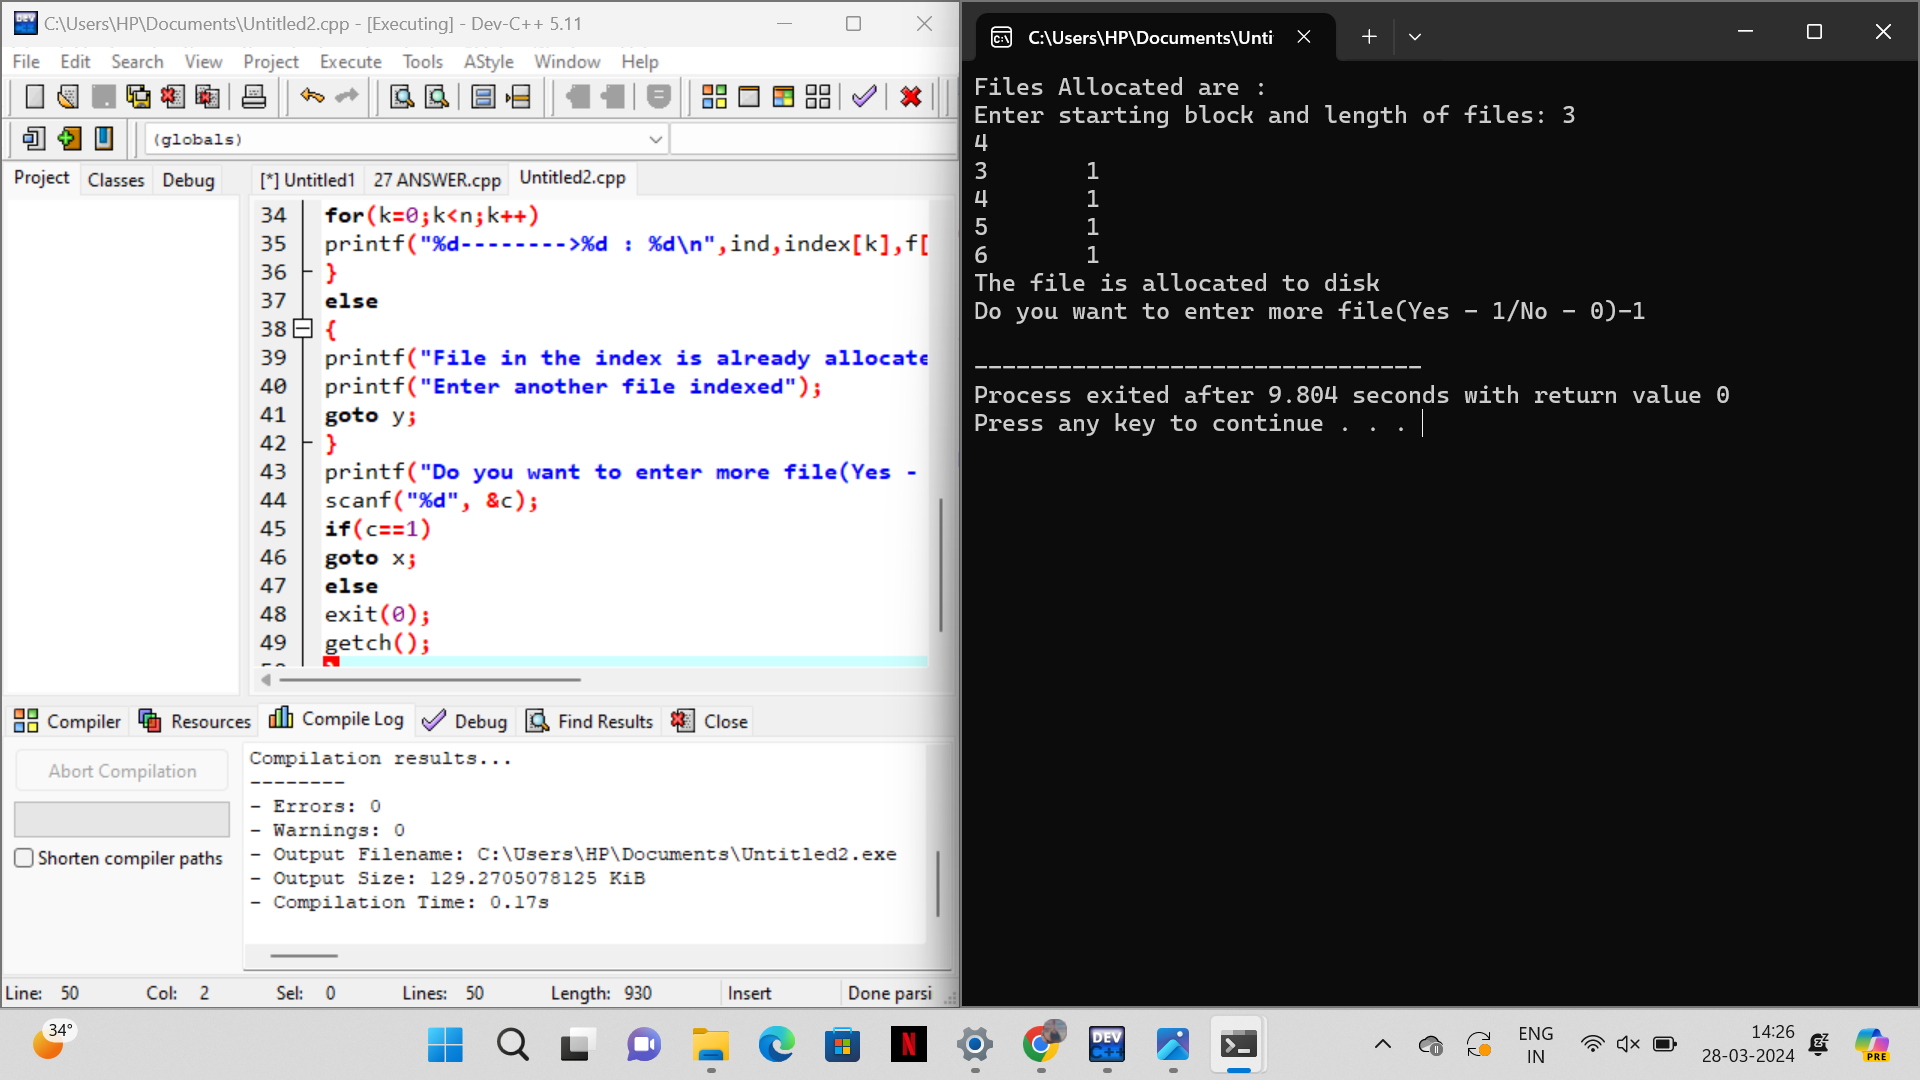 C:\Users\HP\Documents\Untitled2.cpp - [Executing] - Dev-C++ 5.11
File Edit Search View Project Execute Tools AStyle Window Help
(globals)
Project Classes Debug
[*] Untitled1 27 ANSWER.cpp Untitled2.cpp
34 for(k=0;k<n;k++)
35 printf("%d-------->%d : %d\n",ind,index[k],f[
36 }
37 else
38 {
39 printf("File in the index is already allocate
40 printf("Enter another file indexed");
41 goto y;
42 }
43 printf("Do you want to enter more file(Yes -
44 scanf("%d", &c);
45 if(c==1)
46 goto x;
47 else
48 exit(0);
49 getch();
Compiler Resources Compile Log Debug Find Results Close
Abort Compilation
Shorten compiler paths
Compilation results...
--------
- Errors: 0
- Warnings: 0
- Output Filename: C:\Users\HP\Documents\Untitled2.exe
- Output Size: 129.2705078125 KiB
- Compilation Time: 0.17s
Line: 50 Col: 2 Sel: 0 Lines: 50 Length: 930 Insert Done parsi
C:\Users\HP\Documents\Unti
Files Allocated are :
Enter starting block and length of files: 3
4
3 1
4 1
5 1
6 1
The file is allocated to disk
Do you want to enter more file(Yes - 1/No - 0)-1
--------------------------------
Process exited after 9.804 seconds with return value 0
Press any key to continue . . .
34°
DEV
C++
ENG
IN
14:26
28-03-2024
PRE